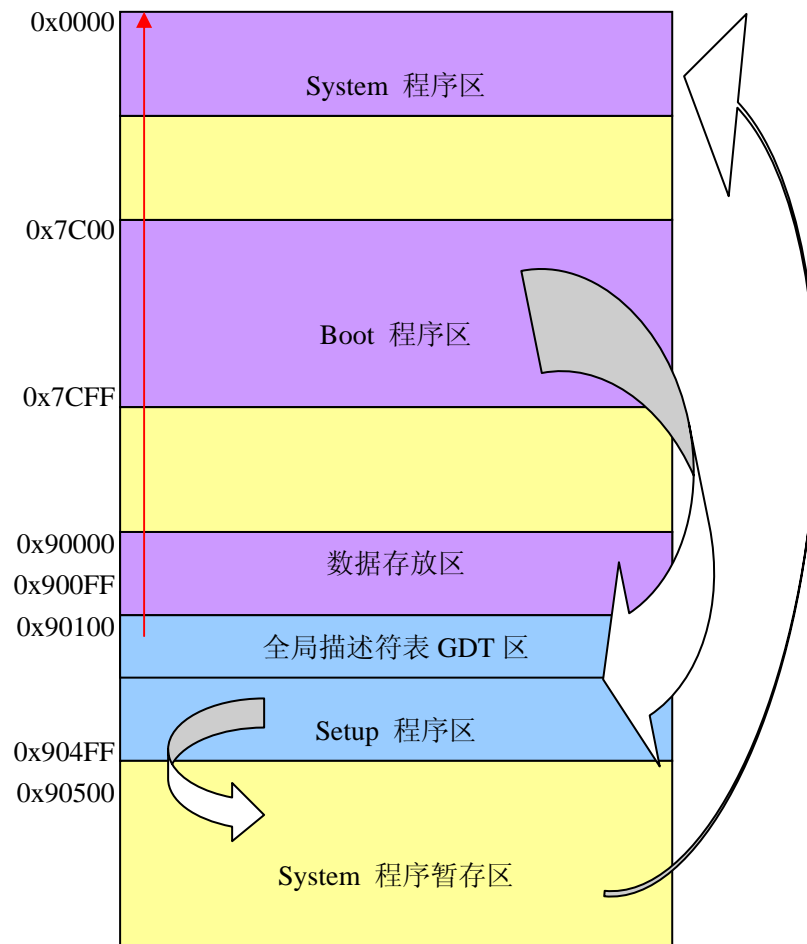 0x0000
System 程序区
0x7C00
Boot 程序区
0x7CFF
0x90000
数据存放区
0x900FF
0x90100
全局描述符表 GDT 区
Setup 程序区
0x904FF
0x90500
System 程序暂存区